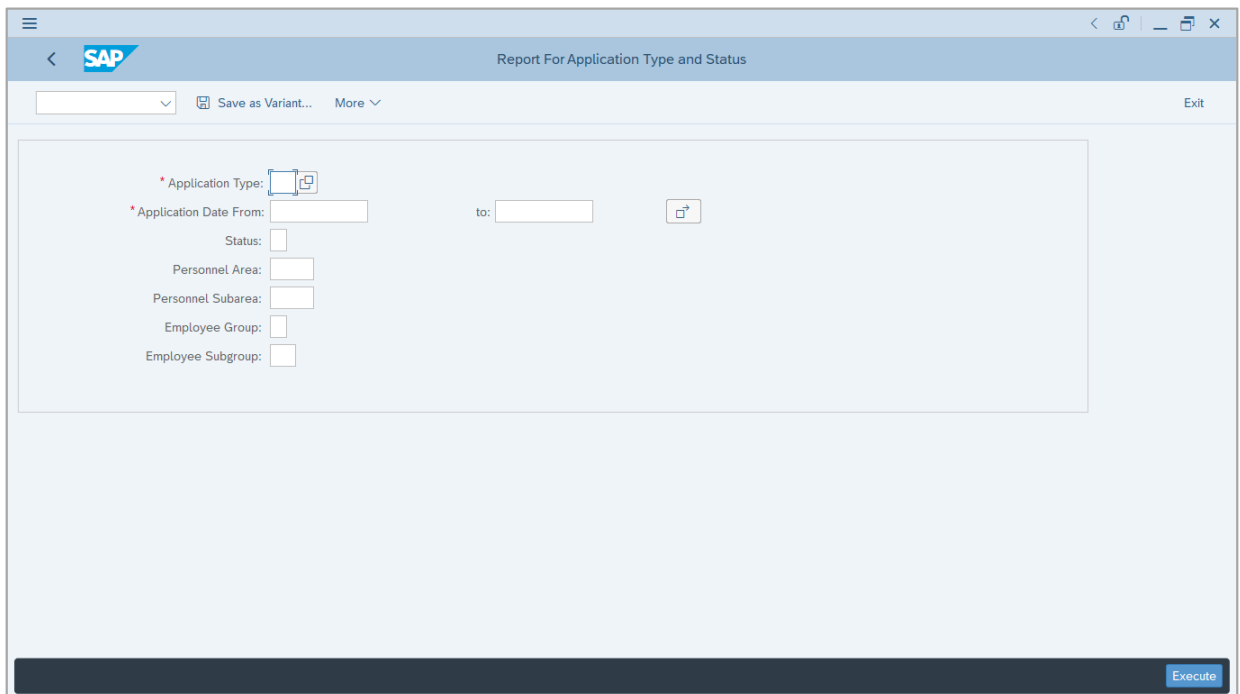 SAP
Report For Application Type and Status
Save as Variant... More Exit
* Application Type:
* Application Date From: to:
Status:
Personnel Area:
Personnel Subarea:
Employee Group:
Employee Subgroup:
Execute